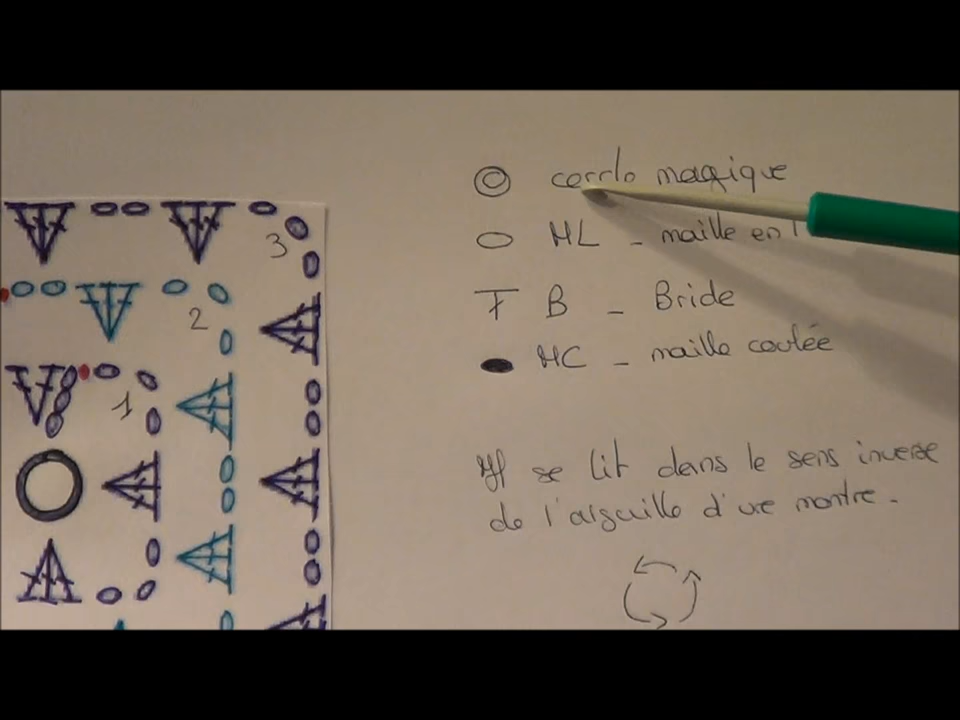 3
2
1
cercle magique
ML - maille en l
B - Bride
MC - maille coulée
Il se lit dans le sens inverse
de l'aiguille d'une montre.